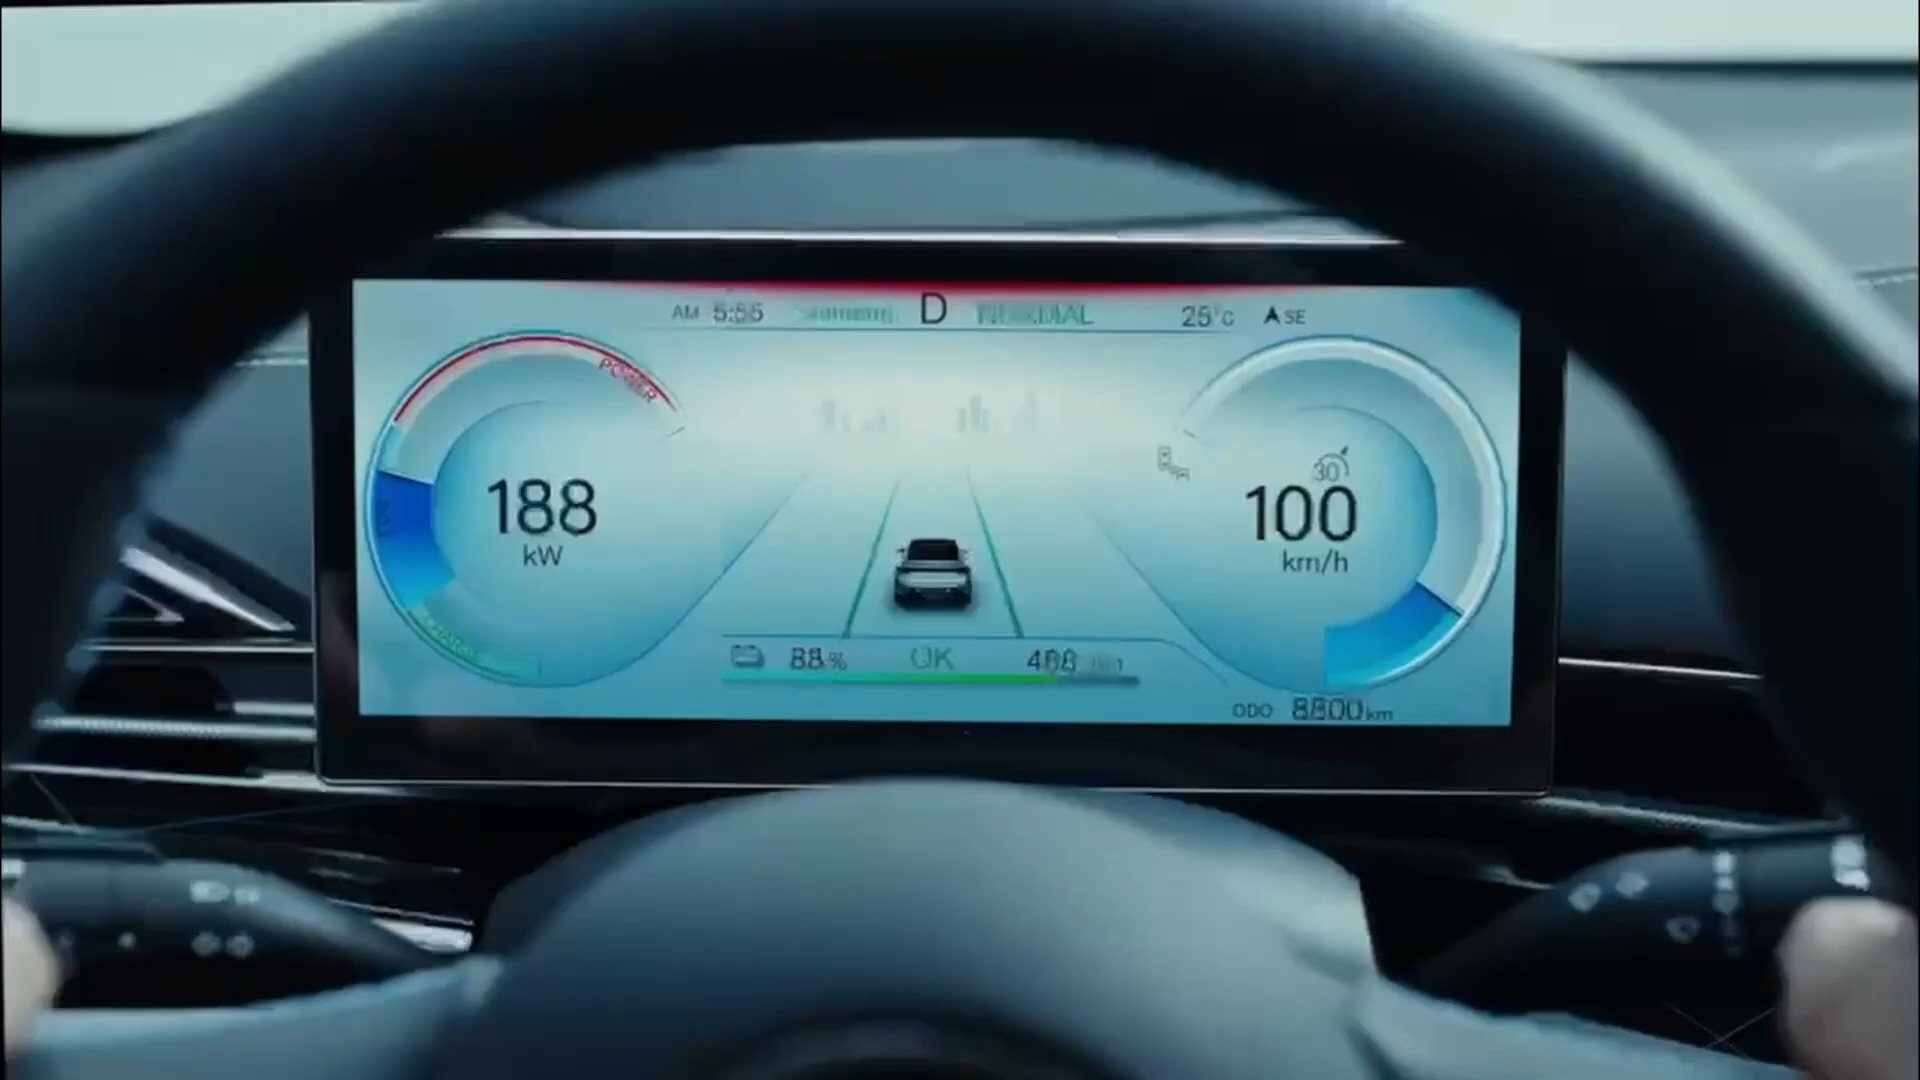 AM 5:55 D NORMAL 25°C SE
POWER
188
kW
30
100
km/h
88% OK
ODO 8800km